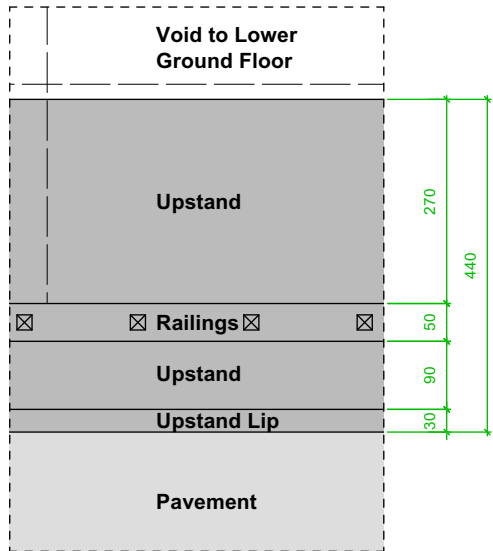 Void to Lower
Ground Floor
Upstand
270
440
Railings
50
Upstand
90
Upstand Lip
30
Pavement